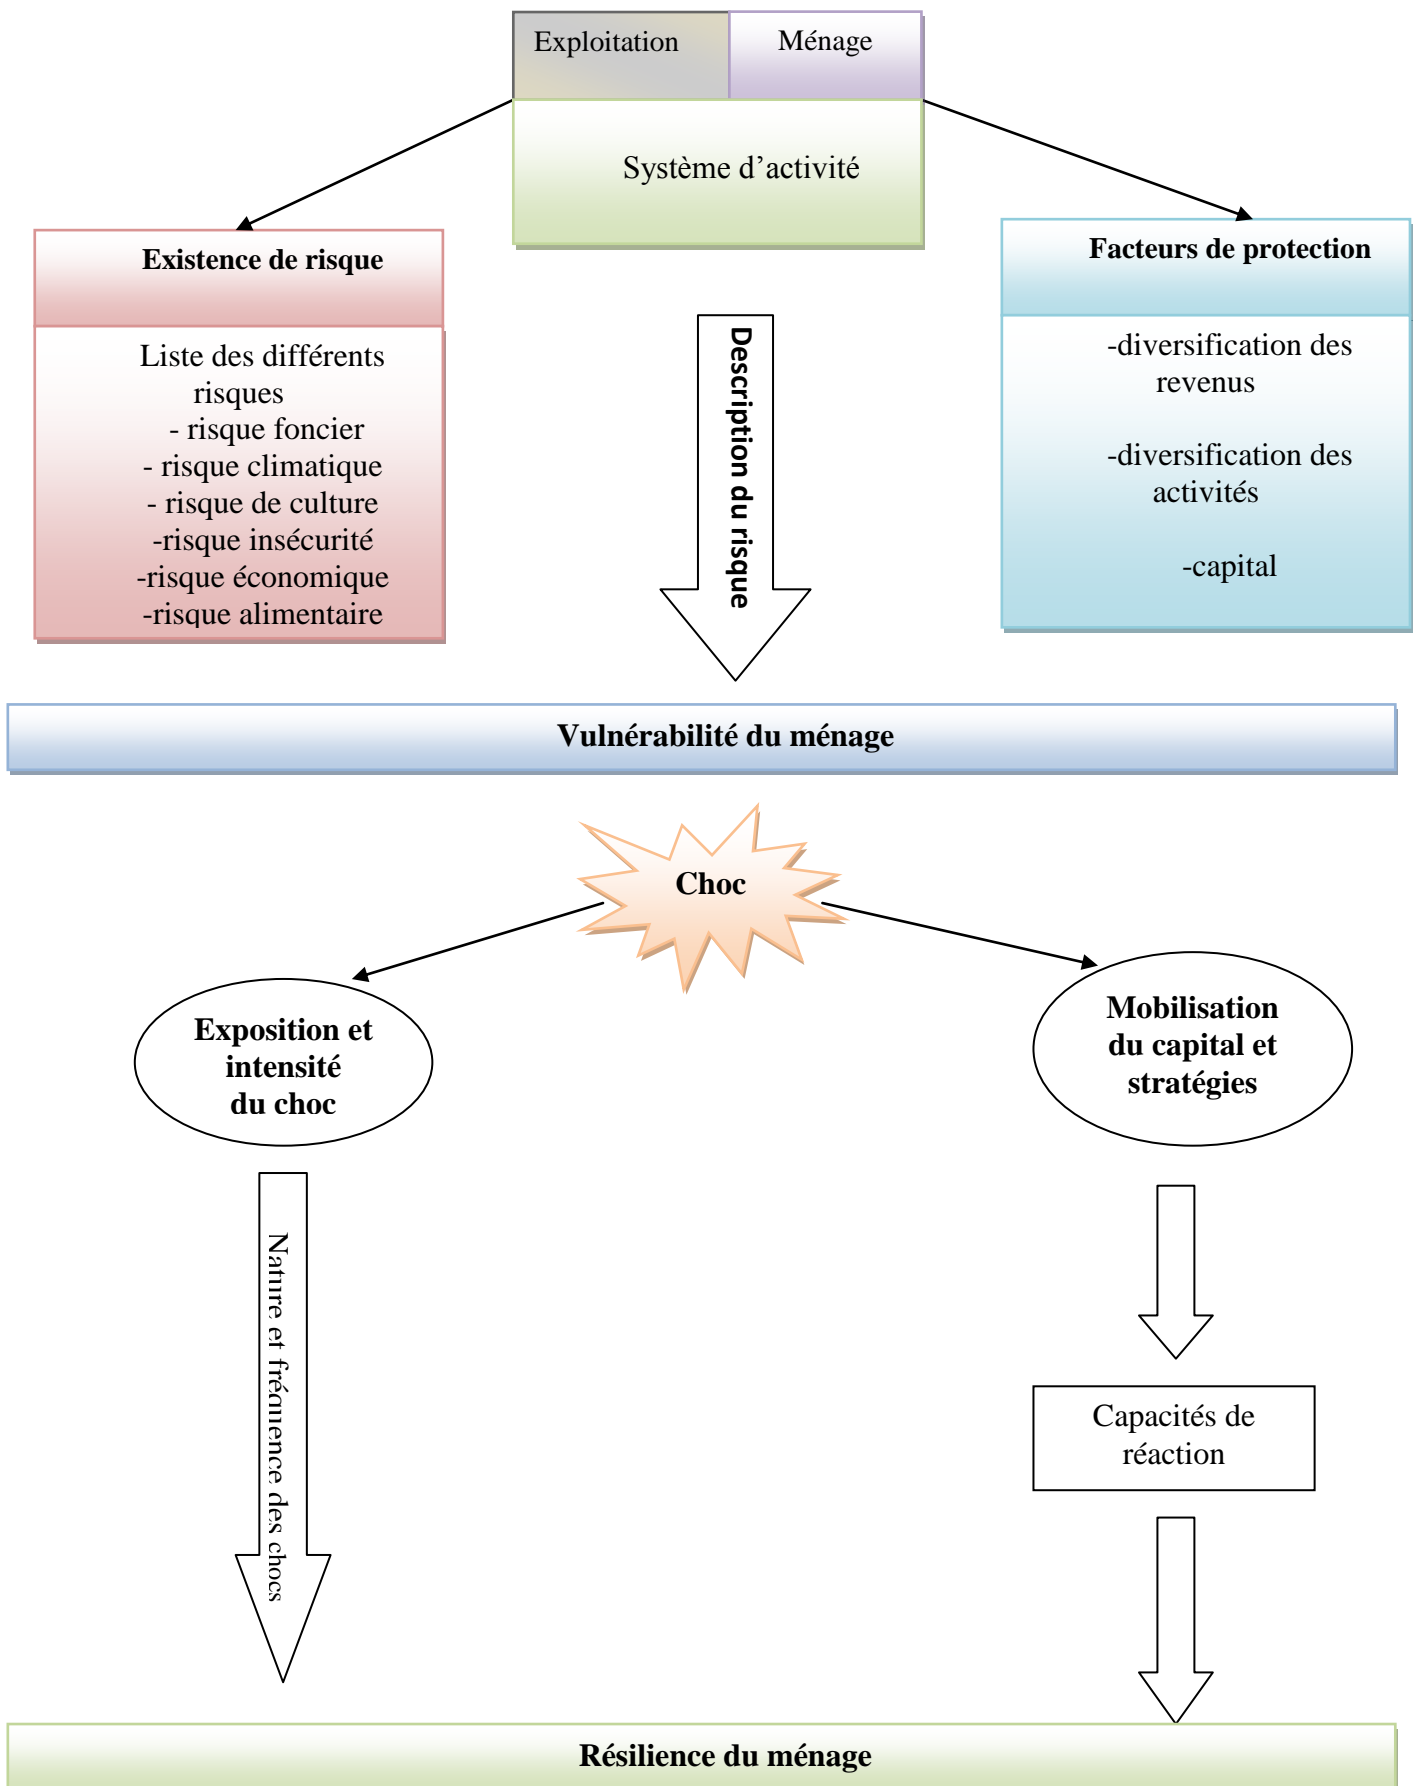 Exploitation
Ménage
Système d’activité
Existence de risque
Liste des différents
risques
- risque foncier
- risque climatique
- risque de culture
-risque insécurité
-risque économique
-risque alimentaire
Description du risque
Facteurs de protection
-diversification des
revenus
-diversification des
activités
-capital
Vulnérabilité du ménage
Choc
Exposition et
intensité
du choc
Mobilisation
du capital et
stratégies
Nature et fréquence des chocs
Capacités de
réaction
Résilience du ménage